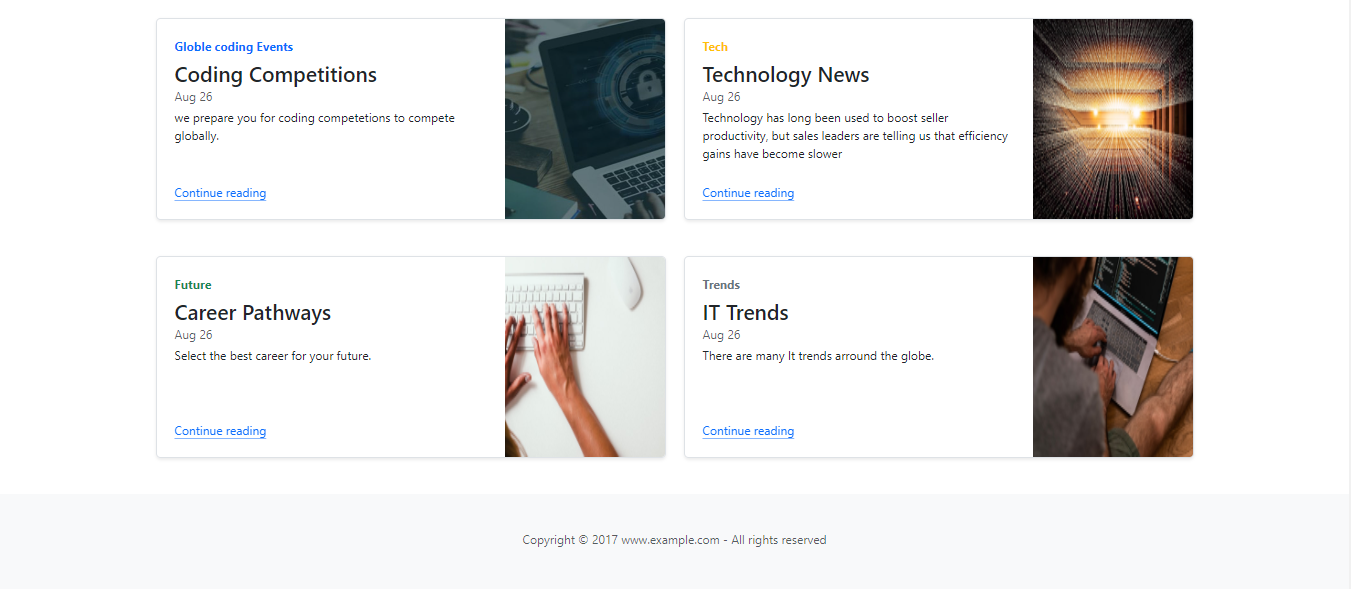 Globle coding Events
Coding Competitions
Aug 26
we prepare you for coding competetions to compete
globally.
Continue reading
Tech
Technology News
Aug 26
Technology has long been used to boost seller
productivity, but sales leaders are telling us that efficiency
gains have become slower
Continue reading
Future
Career Pathways
Aug 26
Select the best career for your future.
Continue reading
Trends
IT Trends
Aug 26
There are many It trends arround the globe.
Continue reading
Copyright © 2017 www.example.com - All rights reserved